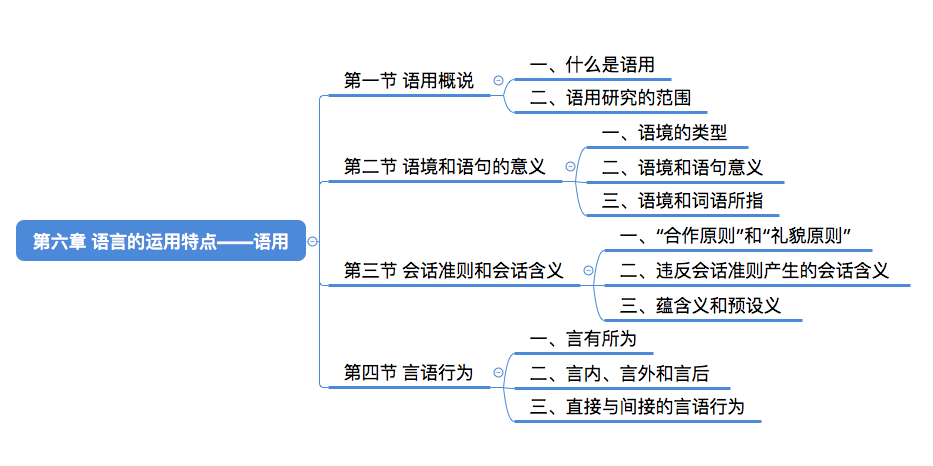 第六章 语言的运用特点——语用
第一节 语用概说
一、什么是语用
二、语用研究的范围
第二节 语境和语句的意义
一、语境的类型
二、语境和语句意义
三、语境和词语所指
第三节 会话准则和会话含义
一、“合作原则”和“礼貌原则”
二、违反会话准则产生的会话含义
三、蕴含义和预设义
第四节 言语行为
一、言有所为
二、言内、言外和言后
三、直接与间接的言语行为